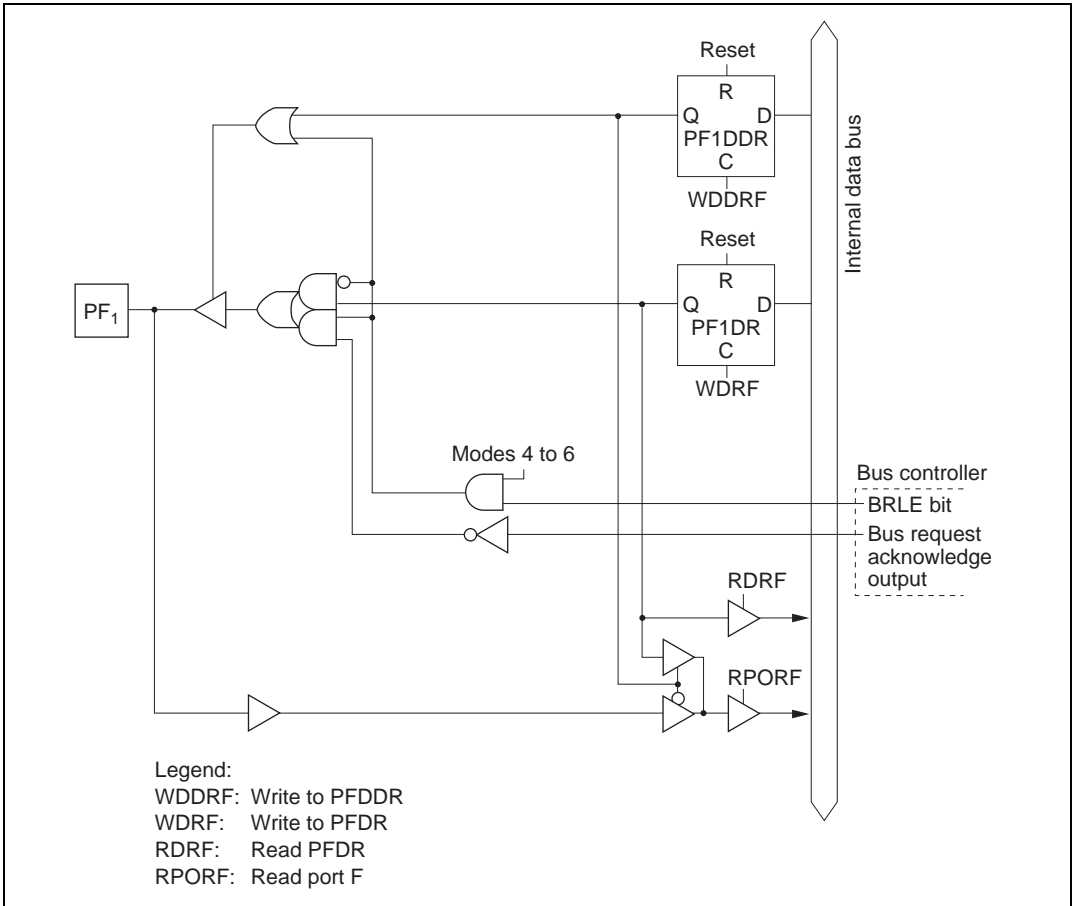 Reset
R
Q D
PF1DDR
C
WDDRF
Internal data bus
Reset
R
Q D
PF1DR
C
WDRF
PF1
Modes 4 to 6
Bus controller
BRLE bit
Bus request
acknowledge
output
RDRF
RPORF
Legend:
WDDRF: Write to PFDDR
WDRF: Write to PFDR
RDRF: Read PFDR
RPORF: Read port F